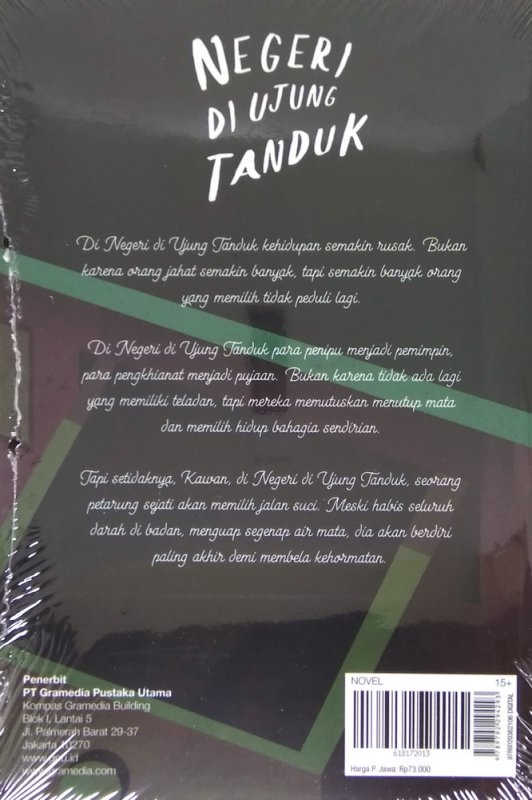 NEGERI
DI UJUNG
TANDUK
Di Negeri di Ujung Tanduk kehidupan semakin rusak. Bukan
karena orang jahat semakin banyak, tapi semakin banyak orang
yang memilih tidak peduli lagi.
Di Negeri di Ujung Tanduk para penipu menjadi pemimpin,
para pengkhianat menjadi pujaan. Bukan karena tidak ada lagi
yang memiliki teladan, tapi mereka memutuskan menutup mata
dan memilih hidup bahagia sendirian.
Tapi setidaknya, Kawan, di Negeri di Ujung Tanduk, seorang
petarung sejati akan memilih jalan suci. Meski habis seluruh
darah di badan, menguap segenap air mata, dia akan berdiri
paling akhir demi membela kehormatan.
Penerbit
PT Gramedia Pustaka Utama
Kompas Gramedia Building
Blok I, Lantai 5
Jl. Palmerah Barat 29-37
Jakarta 10270
NOVEL
15+
618172013
Harga P. Jawa: Rp73.000